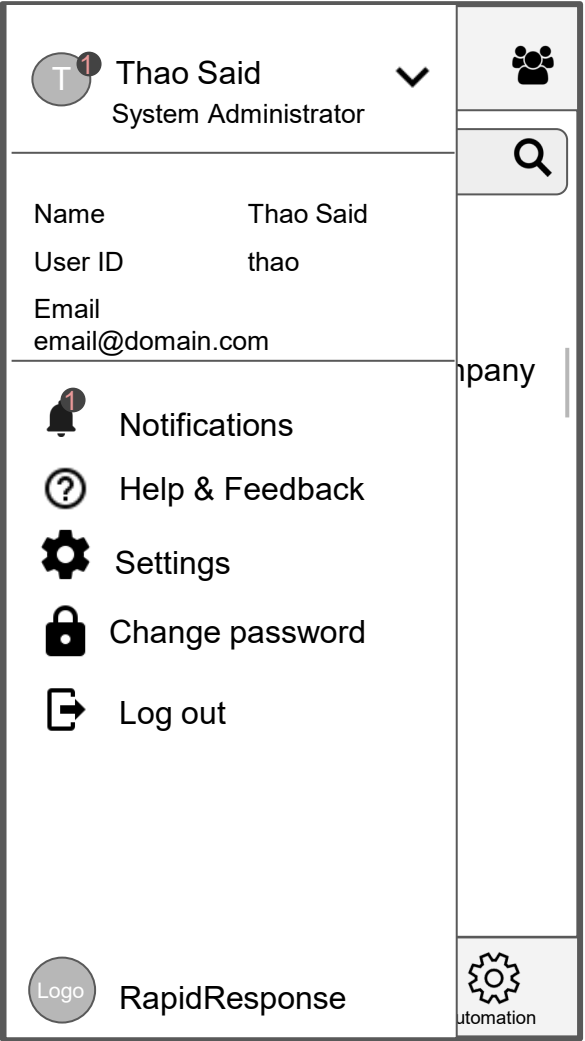 T 1
Thao Said
System Administrator
Name Thao Said
User ID thao
Email
email@domain.com
mpany
1
Notifications
?
Help & Feedback
Settings
Change password
Log out
Logo
RapidResponse
utomation